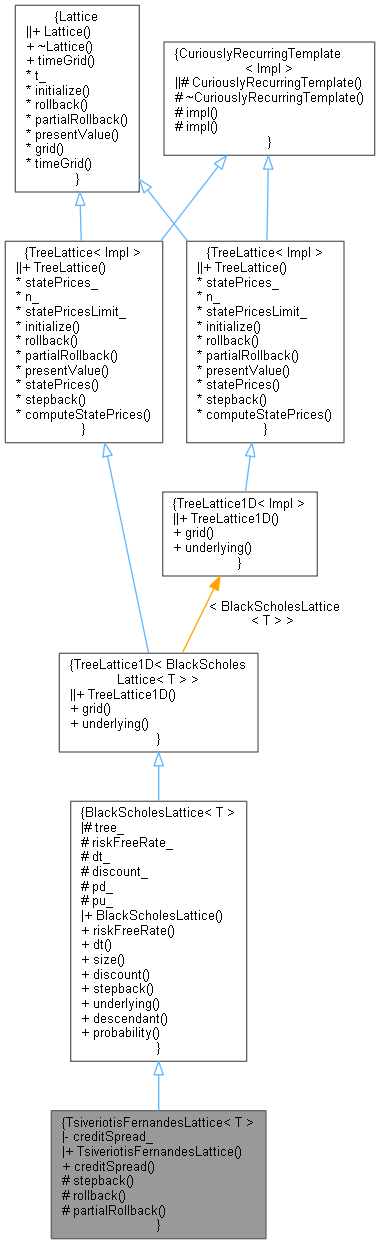 {Lattice
||+ Lattice()
+ ~Lattice()
+ timeGrid()
* t_
* initialize()
* rollback()
* partialRollback()
* presentValue()
* grid()
* timeGrid()
}
{CuriouslyRecurringTemplate
< Impl >
||# CuriouslyRecurringTemplate()
# ~CuriouslyRecurringTemplate()
# impl()
# impl()
}
{TreeLattice< Impl >
||+ TreeLattice()
* statePrices_
* n_
* statePricesLimit_
* initialize()
* rollback()
* partialRollback()
* presentValue()
* statePrices()
* stepback()
* computeStatePrices()
}
{TreeLattice< Impl >
||+ TreeLattice()
* statePrices_
* n_
* statePricesLimit_
* initialize()
* rollback()
* partialRollback()
* presentValue()
* statePrices()
* stepback()
* computeStatePrices()
}
{TreeLattice1D< Impl >
||+ TreeLattice1D()
+ grid()
+ underlying()
}
< BlackScholesLattice
< T > >
{TreeLattice1D< BlackScholes
Lattice< T > >
||+ TreeLattice1D()
+ grid()
+ underlying()
}
{BlackScholesLattice< T >
|# tree_
# riskFreeRate_
# dt_
# discount_
# pd_
# pu_
|+ BlackScholesLattice()
+ riskFreeRate()
+ dt()
+ size()
+ discount()
+ stepback()
+ underlying()
+ descendant()
+ probability()
}
{TsiveriotisFernandesLattice< T >
|- creditSpread_
|+ TsiveriotisFernandesLattice()
+ creditSpread()
# stepback()
# rollback()
# partialRollback()
}